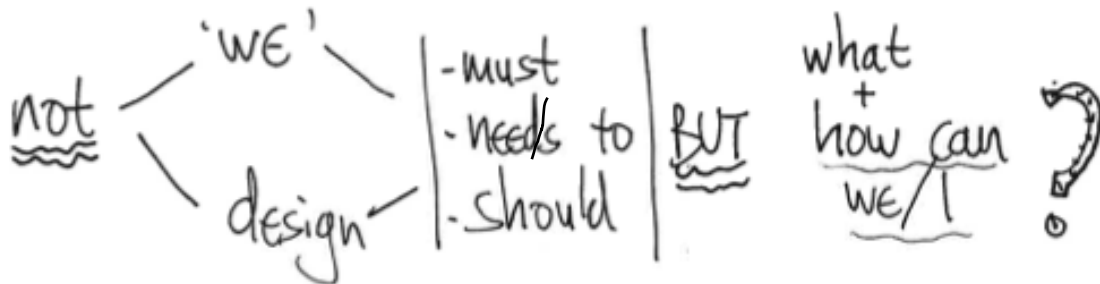 not
'WE'
design
- must
- need/s to
- should
BUT
what
+
how can
WE / I
?